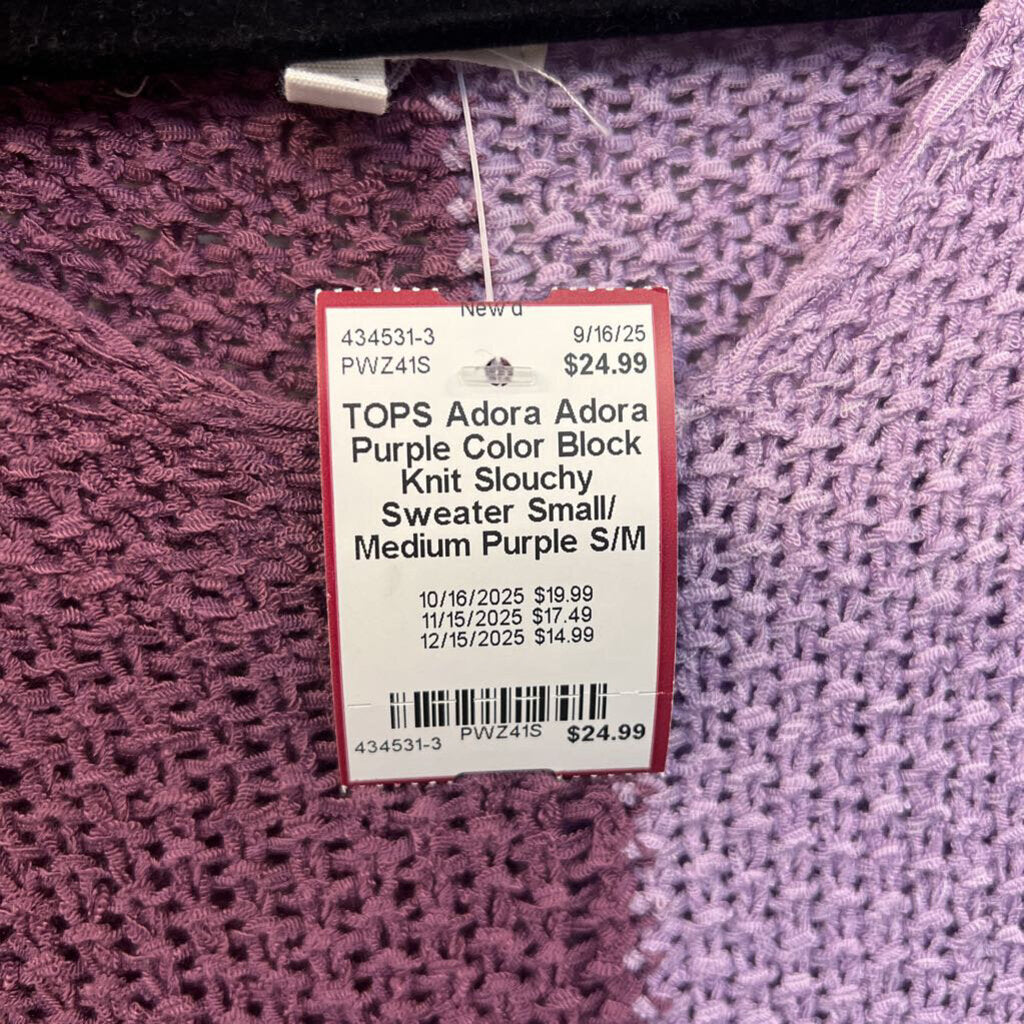 434531-3 9/16/25
PWZ41S $24.99
TOPS Adora Adora
Purple Color Block
Knit Slouchy
Sweater Small/
Medium Purple S/M
10/16/2025 $19.99
11/15/2025 $17.49
12/15/2025 $14.99
434531-3 PWZ41S $24.99